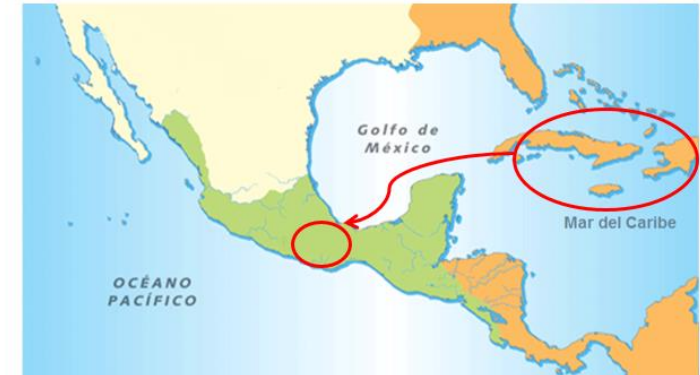 Golfo de
México
Mar del Caribe
OCÉANO
PACÍFICO